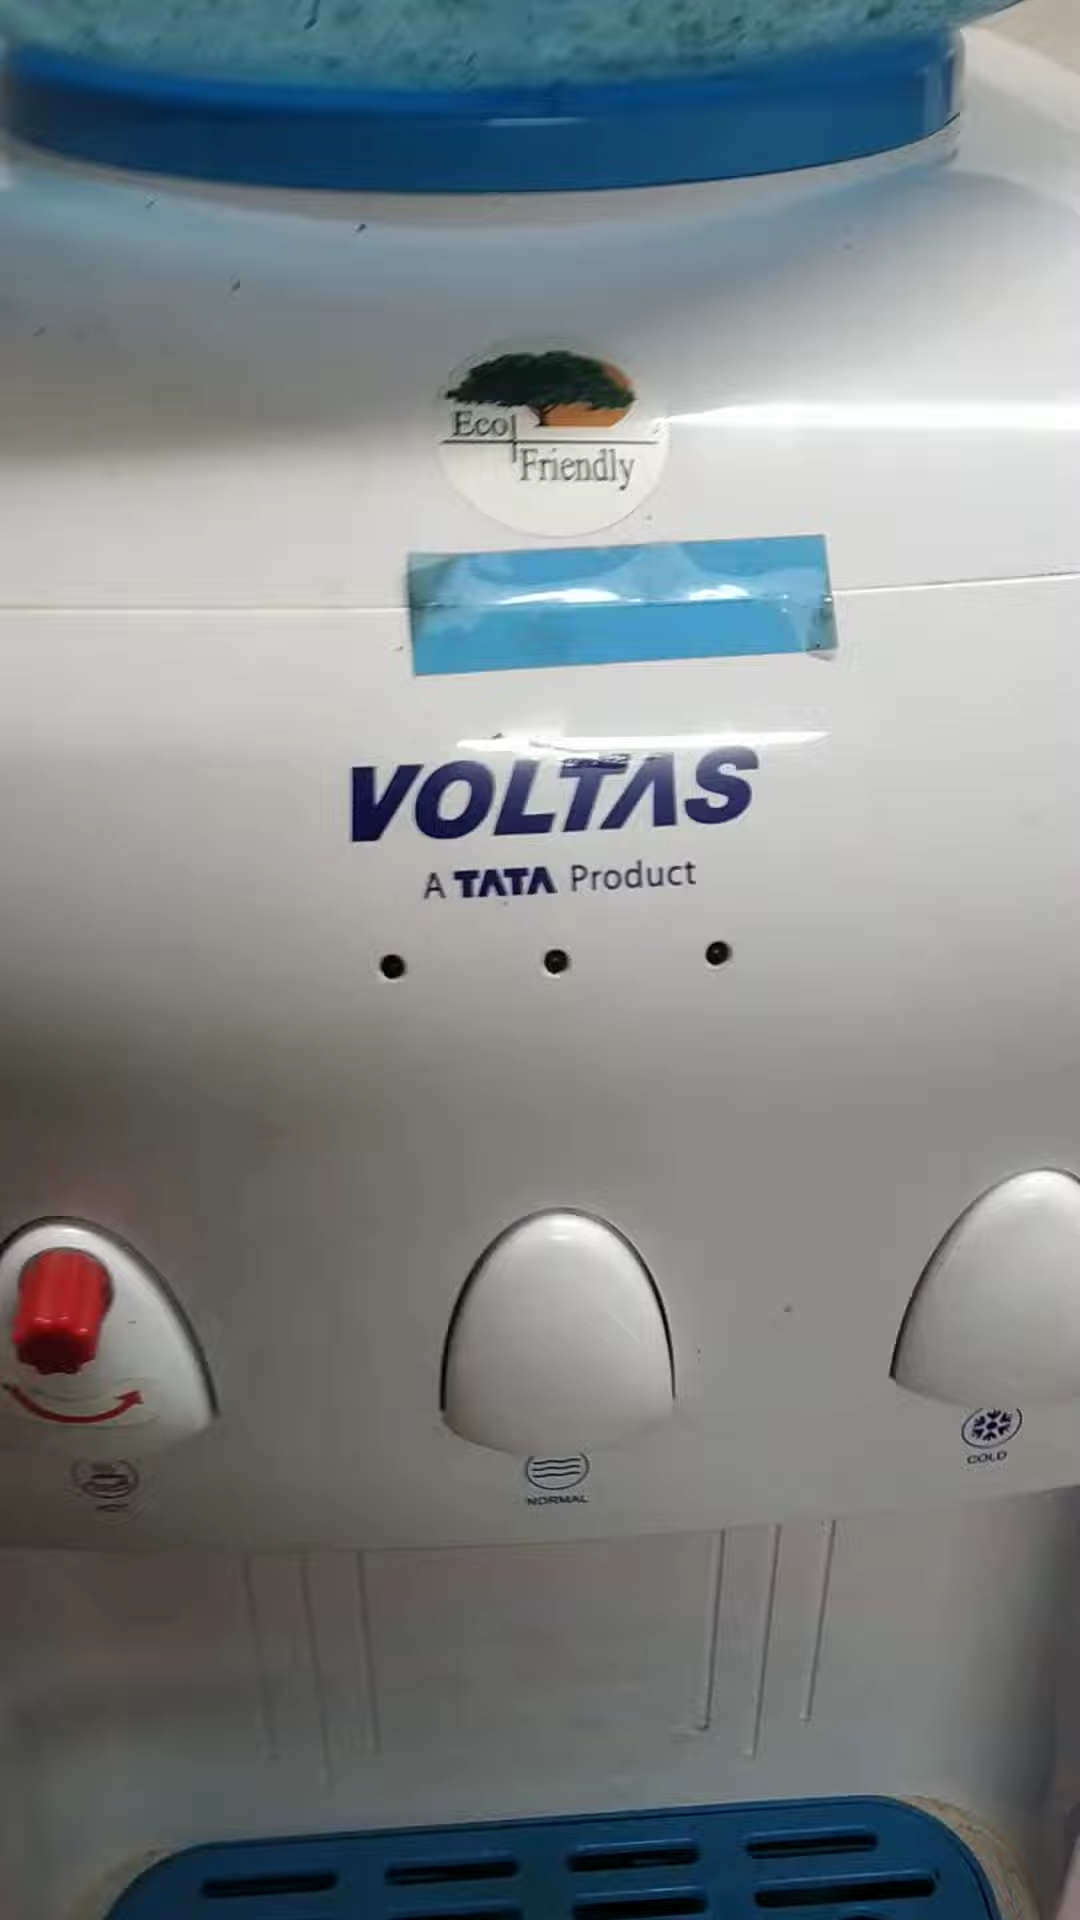 Eco
Friendly
VOLTAS
A TATA Product
COLD
NORMAL